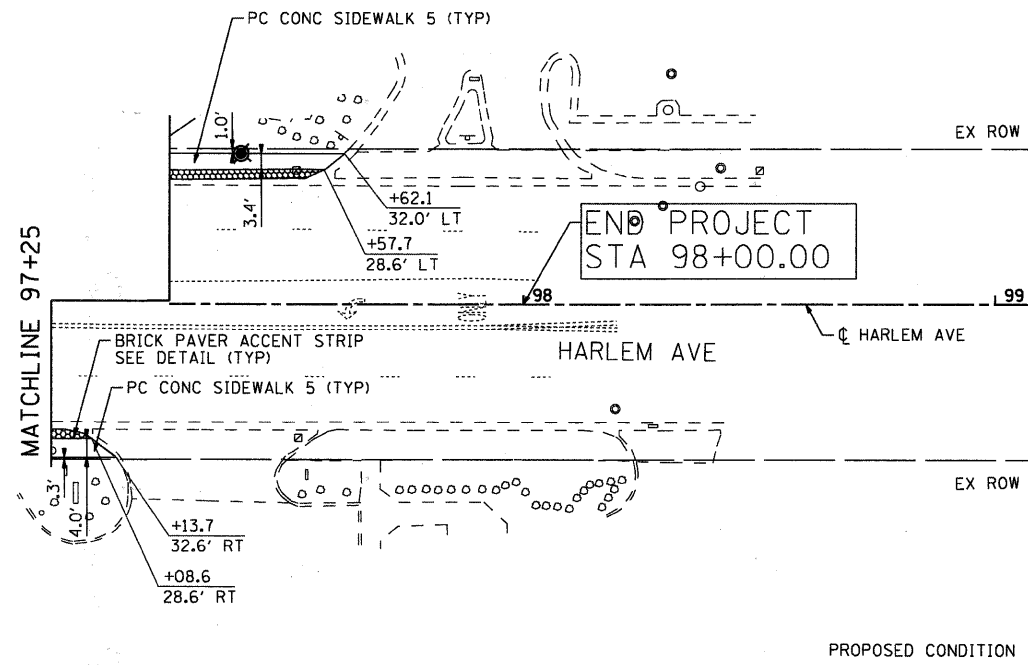 PC CONC SIDEWALK 5 (TYP)
1.0'
EX ROW
3.4'
+62.1
32.0' LT
+57.7
28.6' LT
END PROJECT
STA 98+00.00
MATCHLINE 97+25
98
99
BRICK PAVER ACCENT STRIP
SEE DETAIL (TYP)
HARLEM AVE
℄ HARLEM AVE
PC CONC SIDEWALK 5 (TYP)
EX ROW
4.0'
+13.7
32.6' RT
+08.6
28.6' RT
PROPOSED CONDITION